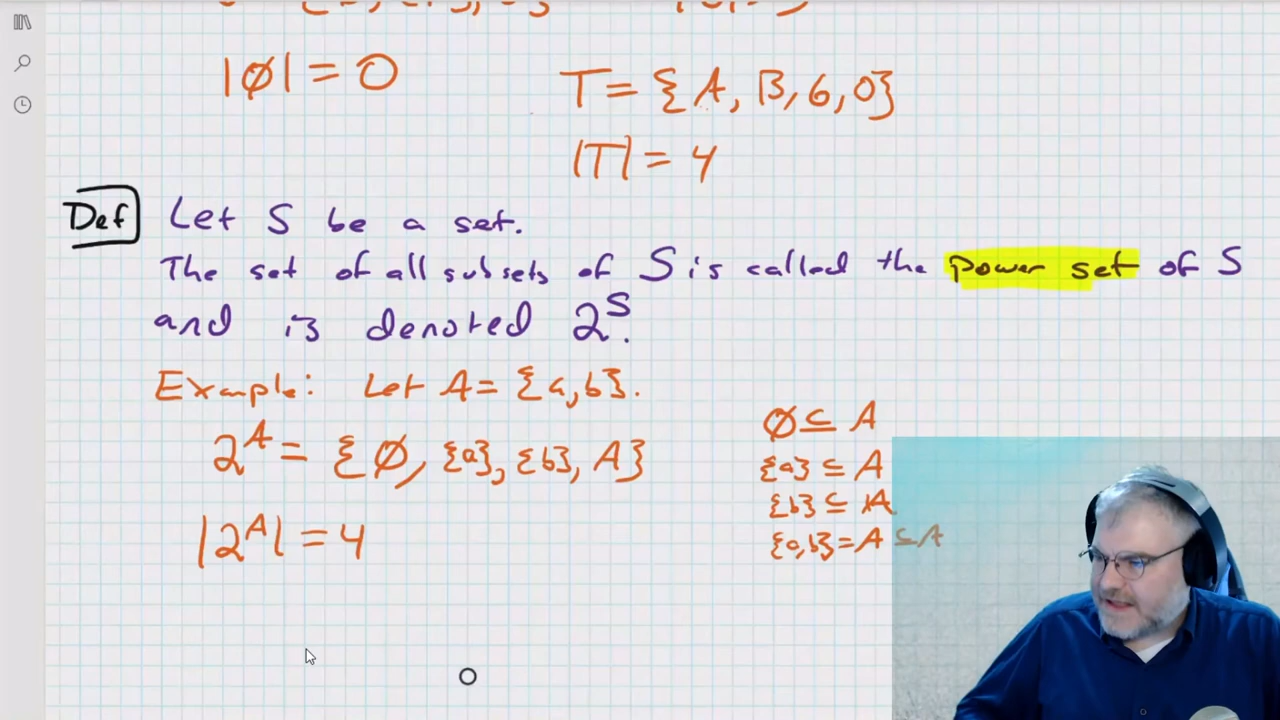 |∅| = 0
T = {A, B, 6, 0}
|T| = 4
Def Let S be a set.
The set of all subsets of S is called the power set of S
and is denoted 2^S.
Example: Let A = {a,b}.
2^A = {∅, {a}, {b}, A}
|2^A| = 4
∅ ⊆ A
{a} ⊆ A
{b} ⊆ A
{a,b} = A ⊆ A